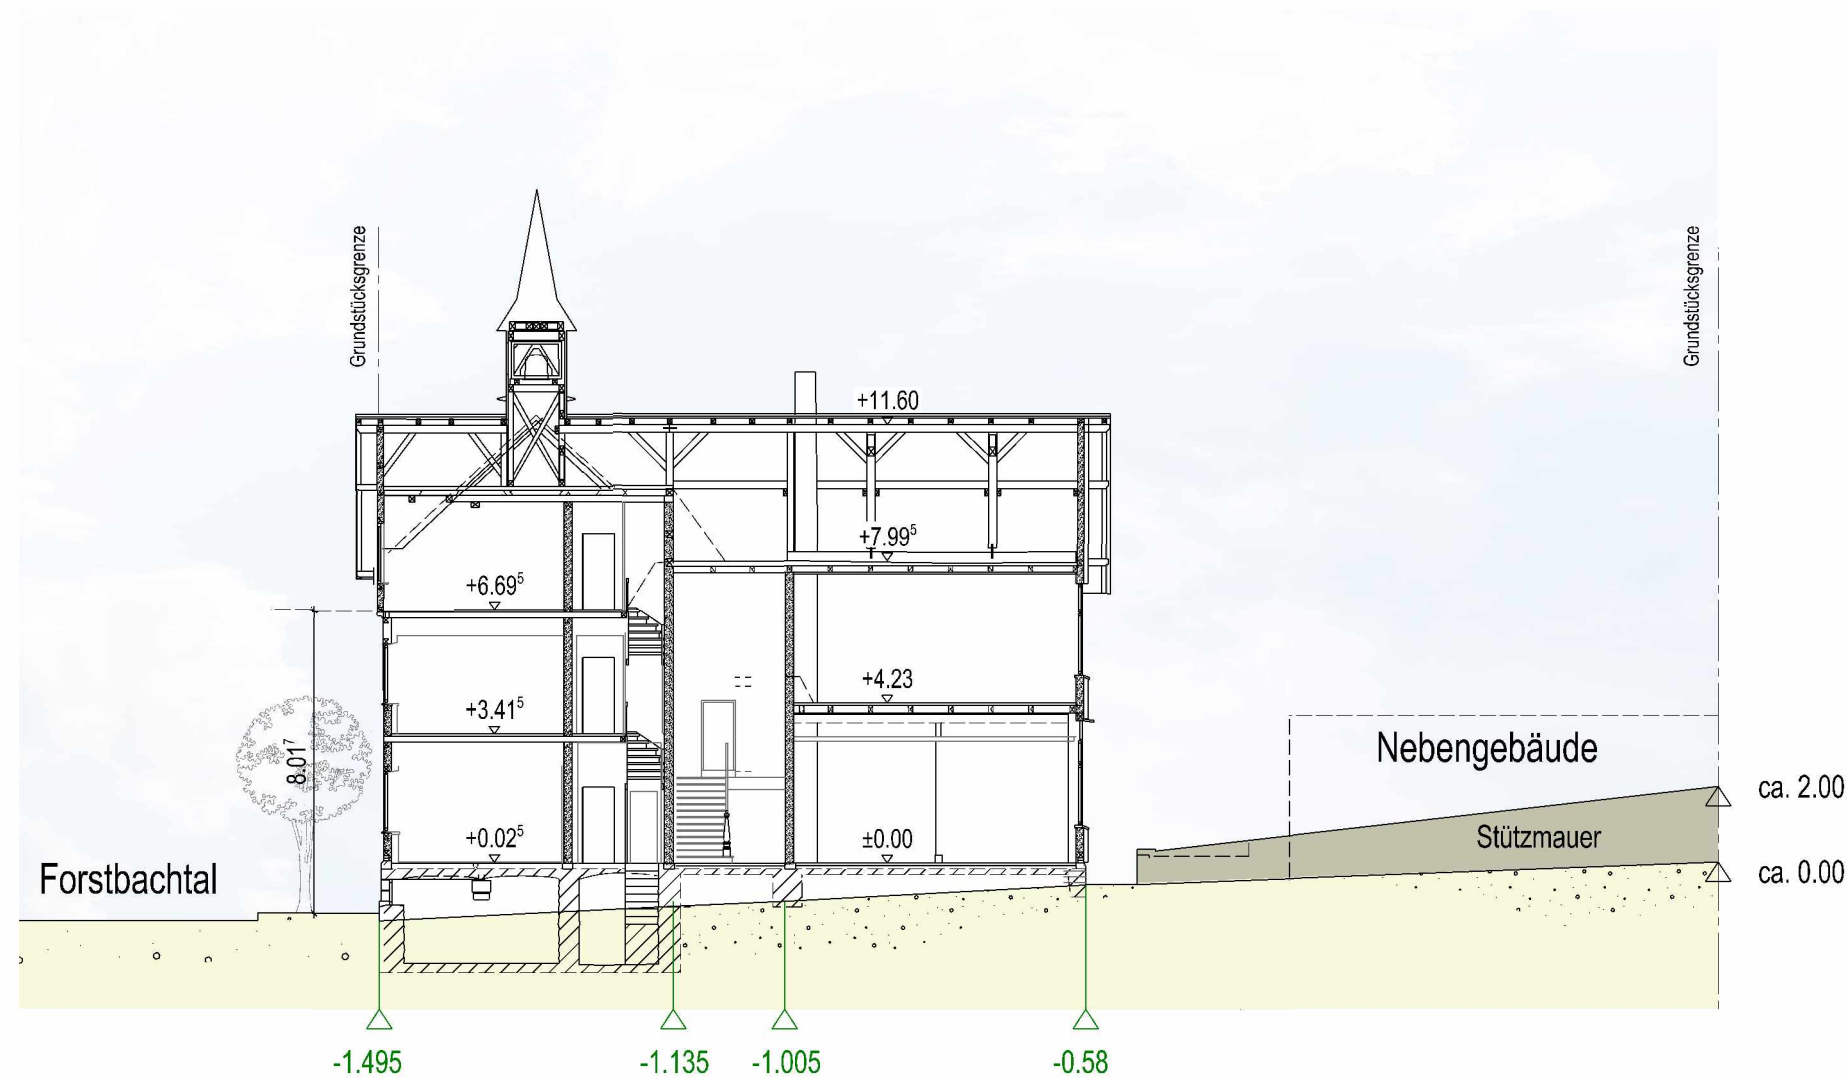 Grundstücksgrenze
Grundstücksgrenze
+11.60
+7.99⁵
+6.69⁵
+4.23
+3.41⁵
Nebengebäude
8.01⁷
ca. 2.00
+0.02⁵
±0.00
Stützmauer
Forstbachtal
ca. 0.00
-1.495
-1.135
-1.005
-0.58